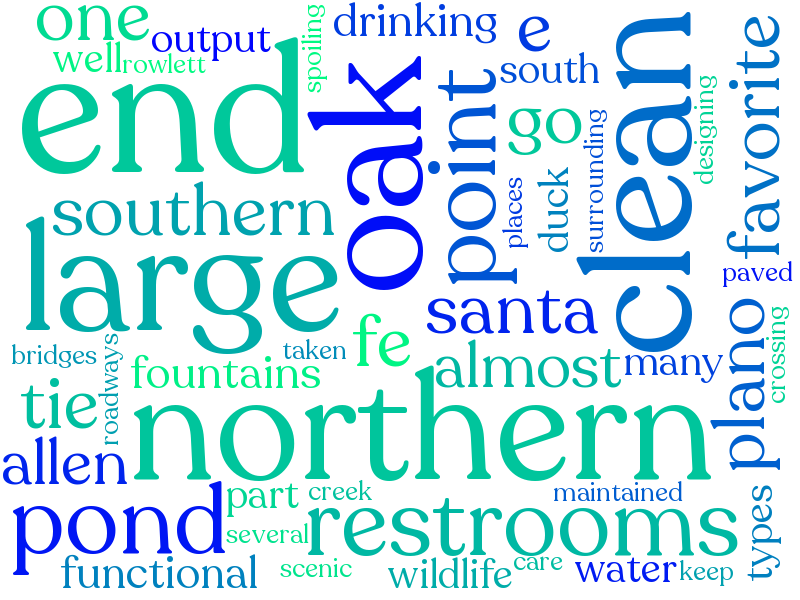 one
output
drinking
e
well
rowlett
spoiling
south
end
oak
point
go
clean
favorite
designing
surrounding
southern
places
duck
large
paved
santa
bridges
roadways
taken
fe
almost
many
plano
crossing
fountains
tie
northern
allen
pond
part
creek
maintained
several
restrooms
types
functional
scenic
wildlife
care
water
keep